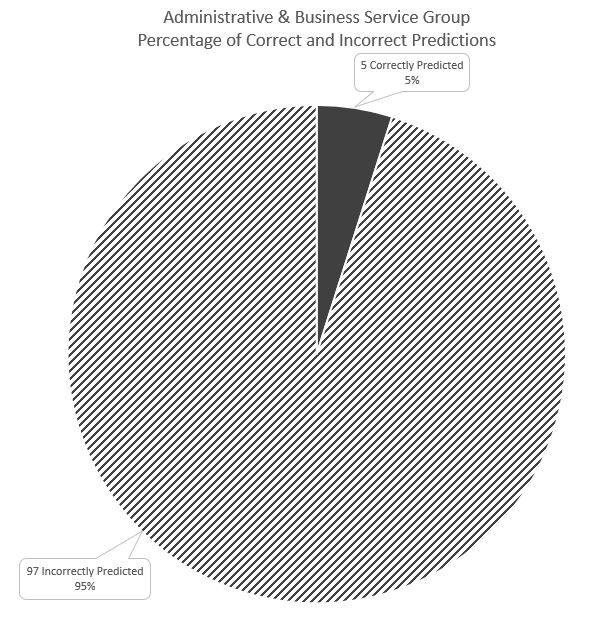 Administrative & Business Service Group
Percentage of Correct and Incorrect Predictions
5 Correctly Predicted
5%
97 Incorrectly Predicted
95%